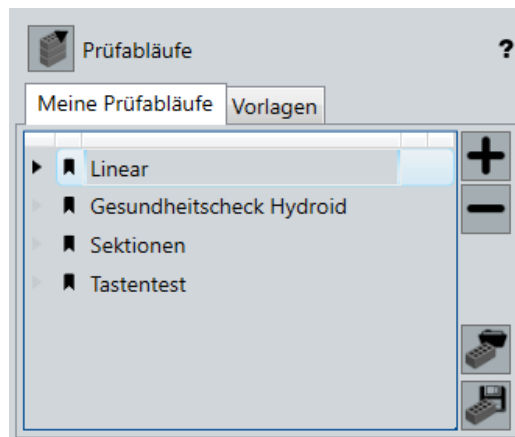 Prüfabläufe
?
Meine Prüfabläufe Vorlagen
Linear
Gesundheitscheck Hydroid
Sektionen
Tastentest